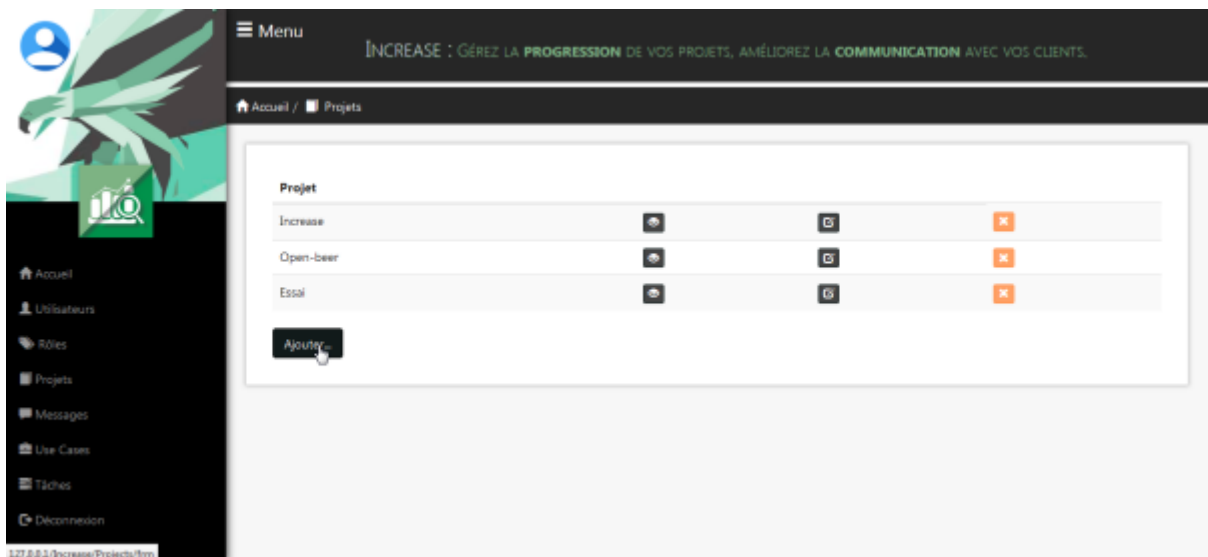 Menu
INCREASE : GÉREZ LA PROGRESSION DE VOS PROJETS, AMÉLIOREZ LA COMMUNICATION AVEC VOS CLIENTS.
Accueil / Projets
Projet
Increase
Open-beer
Essai
Ajouter...
Accueil
Utilisateurs
Rôles
Projets
Messages
Use Cases
Tâches
Déconnexion
127.0.0.1/Increase/Projects/frm